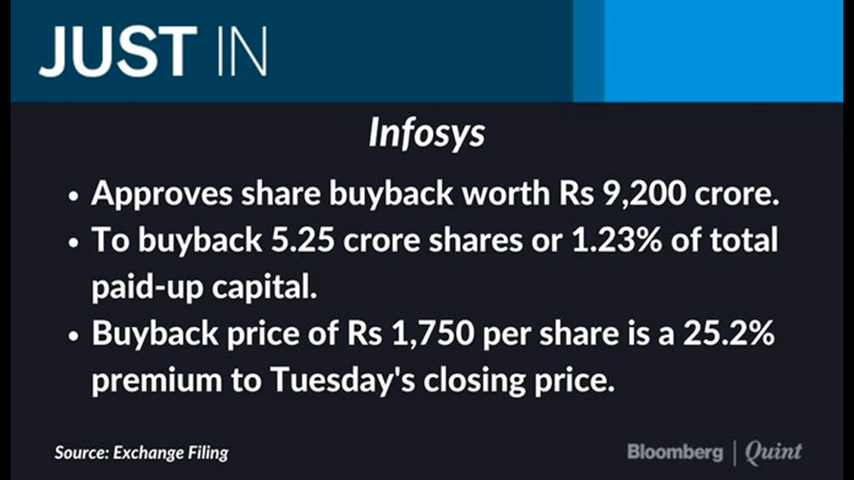 JUST IN
Infosys
• Approves share buyback worth Rs 9,200 crore.
• To buyback 5.25 crore shares or 1.23% of total
paid-up capital.
• Buyback price of Rs 1,750 per share is a 25.2%
premium to Tuesday's closing price.
Source: Exchange Filing
Bloomberg | Quint